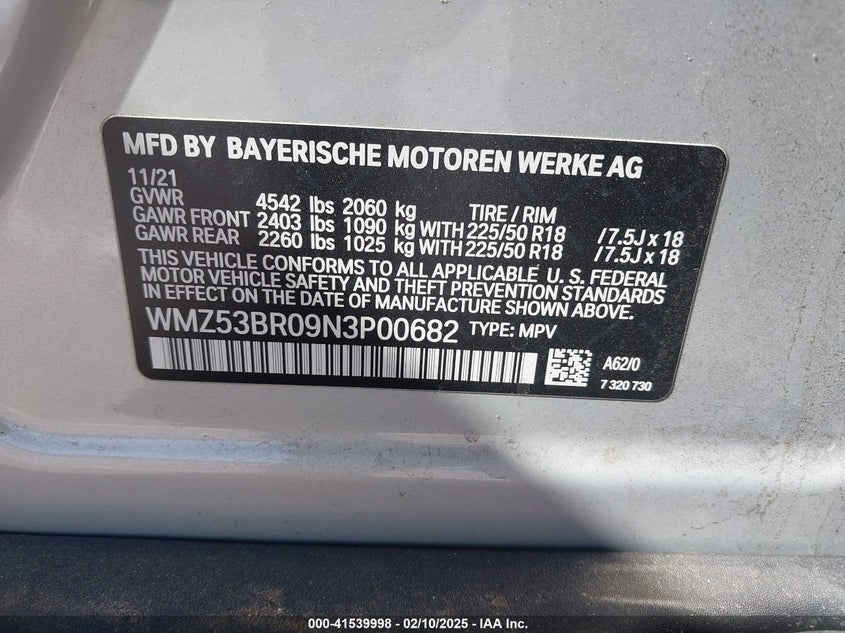 MFD BY BAYERISCHE MOTOREN WERKE AG
11/21
GVWR 4542 lbs 2060 kg TIRE / RIM
GAWR FRONT 2403 lbs 1090 kg WITH 225/50 R18 /7.5J x 18
GAWR REAR 2260 lbs 1025 kg WITH 225/50 R18 /7.5J x 18
THIS VEHICLE CONFORMS TO ALL APPLICABLE U. S. FEDERAL
MOTOR VEHICLE SAFETY AND THEFT PREVENTION STANDARDS
IN EFFECT ON THE DATE OF MANUFACTURE SHOWN ABOVE.
WMZ53BR09N3P00682 TYPE: MPV
A62/0
7 320 730
000-41539998 — 02/10/2025 — IAA Inc.